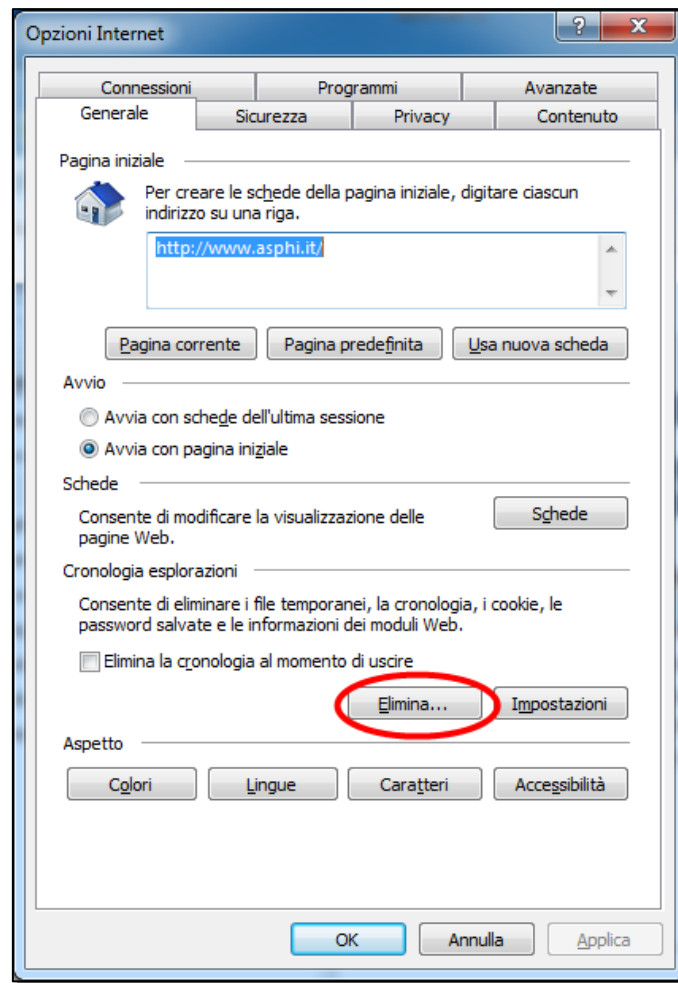 Opzioni Internet
Connessioni Programmi Avanzate
Generale Sicurezza Privacy Contenuto
Pagina iniziale
Per creare le schede della pagina iniziale, digitare ciascun
indirizzo su una riga.
http://www.asphi.it/
Pagina corrente Pagina predefinita Usa nuova scheda
Avvio
Avvia con schede dell'ultima sessione
Avvia con pagina iniziale
Schede
Consente di modificare la visualizzazione delle
pagine Web.
Schede
Cronologia esplorazioni
Consente di eliminare i file temporanei, la cronologia, i cookie, le
password salvate e le informazioni dei moduli Web.
Elimina la cronologia al momento di uscire
Elimina... Impostazioni
Aspetto
Colori Lingue Caratteri Accessibilità
OK Annulla Applica